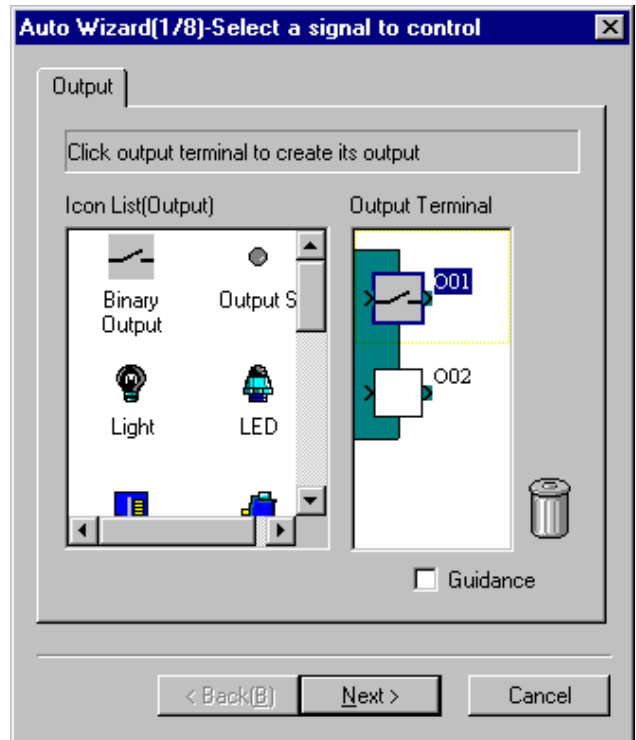 Auto Wizard(1/8)-Select a signal to control
Output
Click output terminal to create its output
Icon List(Output)
Output Terminal
Binary
Output
Output S
O01
Light
LED
O02
Guidance
< Back(B)
Next >
Cancel